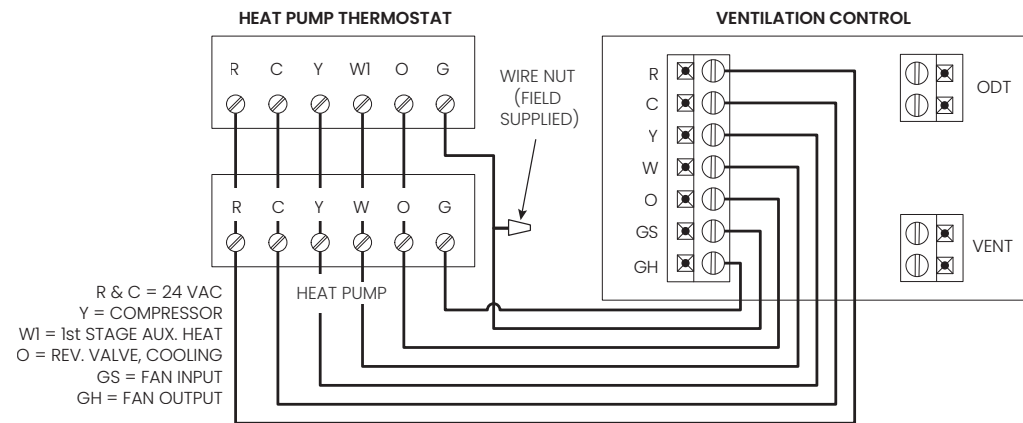 HEAT PUMP THERMOSTAT
R C Y W1 O G
WIRE NUT
(FIELD
SUPPLIED)
R C Y W O G
HEAT PUMP
R & C = 24 VAC
Y = COMPRESSOR
W1 = 1st STAGE AUX. HEAT
O = REV. VALVE, COOLING
GS = FAN INPUT
GH = FAN OUTPUT
VENTILATION CONTROL
R
C
Y
W
O
GS
GH
ODT
VENT